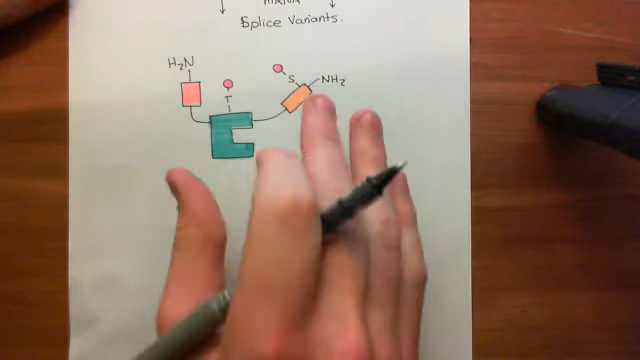 mRNA
Splice Variants.
H₂N
S
NH₂
T